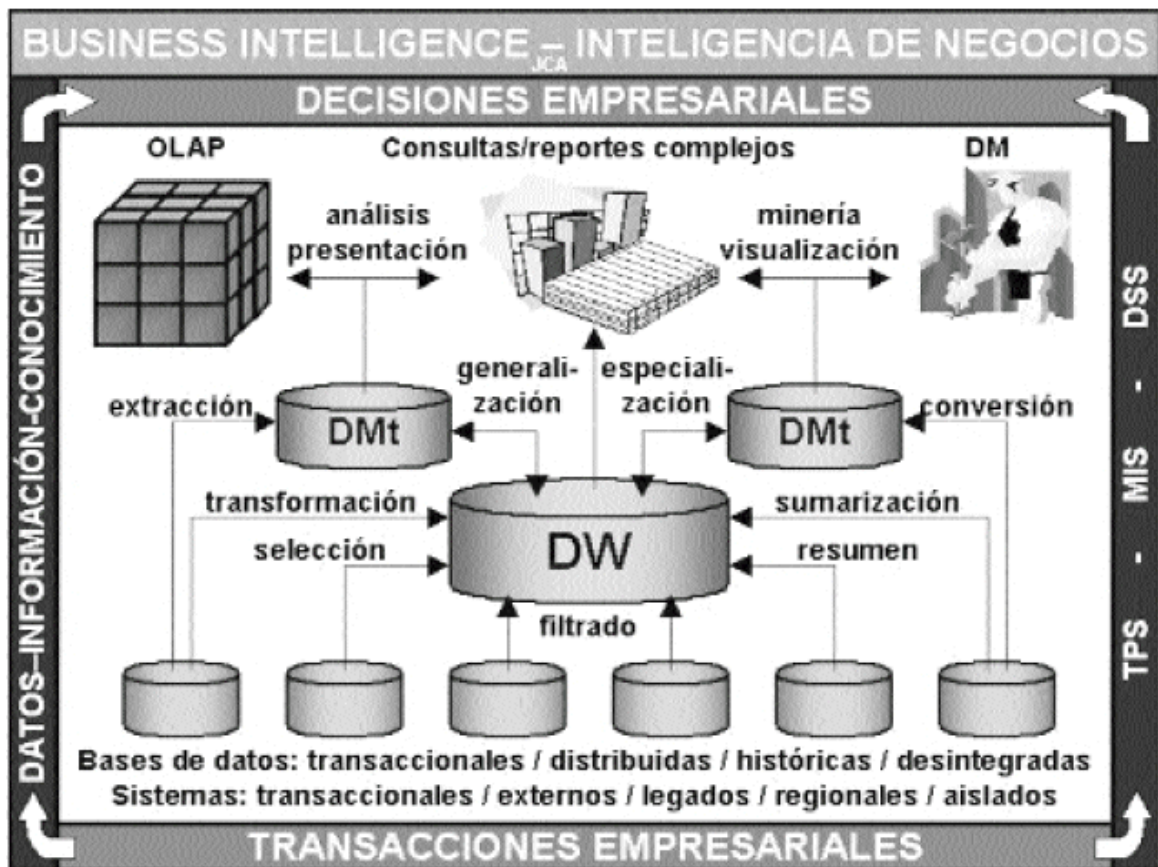 BUSINESS INTELLIGENCE – INTELIGENCIA DE NEGOCIOS
JCA
DECISIONES EMPRESARIALES
OLAP
Consultas/reportes complejos
DM
análisis
presentación
minería
visualización
generali-
zación
especiali-
zación
extracción
DMt
DMt
conversión
transformación
sumarización
selección
DW
resumen
filtrado
Bases de datos: transaccionales / distribuidas / históricas / desintegradas
Sistemas: transaccionales / externos / legados / regionales / aislados
TRANSACCIONES EMPRESARIALES
DATOS–INFORMACIÓN-CONOCIMIENTO
TPS - MIS - DSS